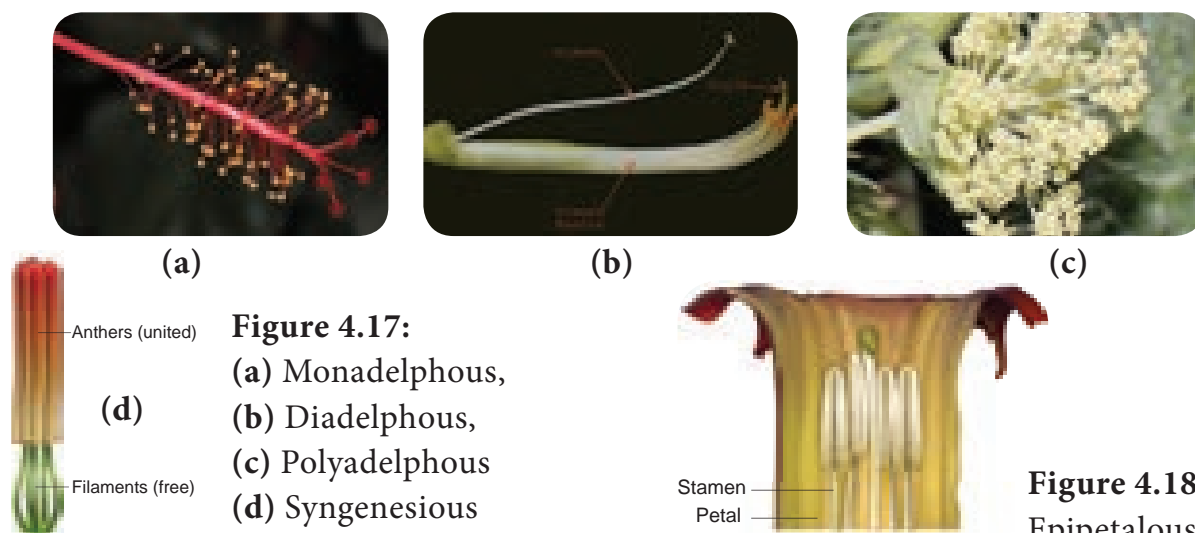 (a)
(b)
(c)
Anthers (united)
(d)
Filaments (free)
Figure 4.17:
(a) Monadelphous,
(b) Diadelphous,
(c) Polyadelphous
(d) Syngenesious
Stamen
Petal
Figure 4.18
Epipetalous